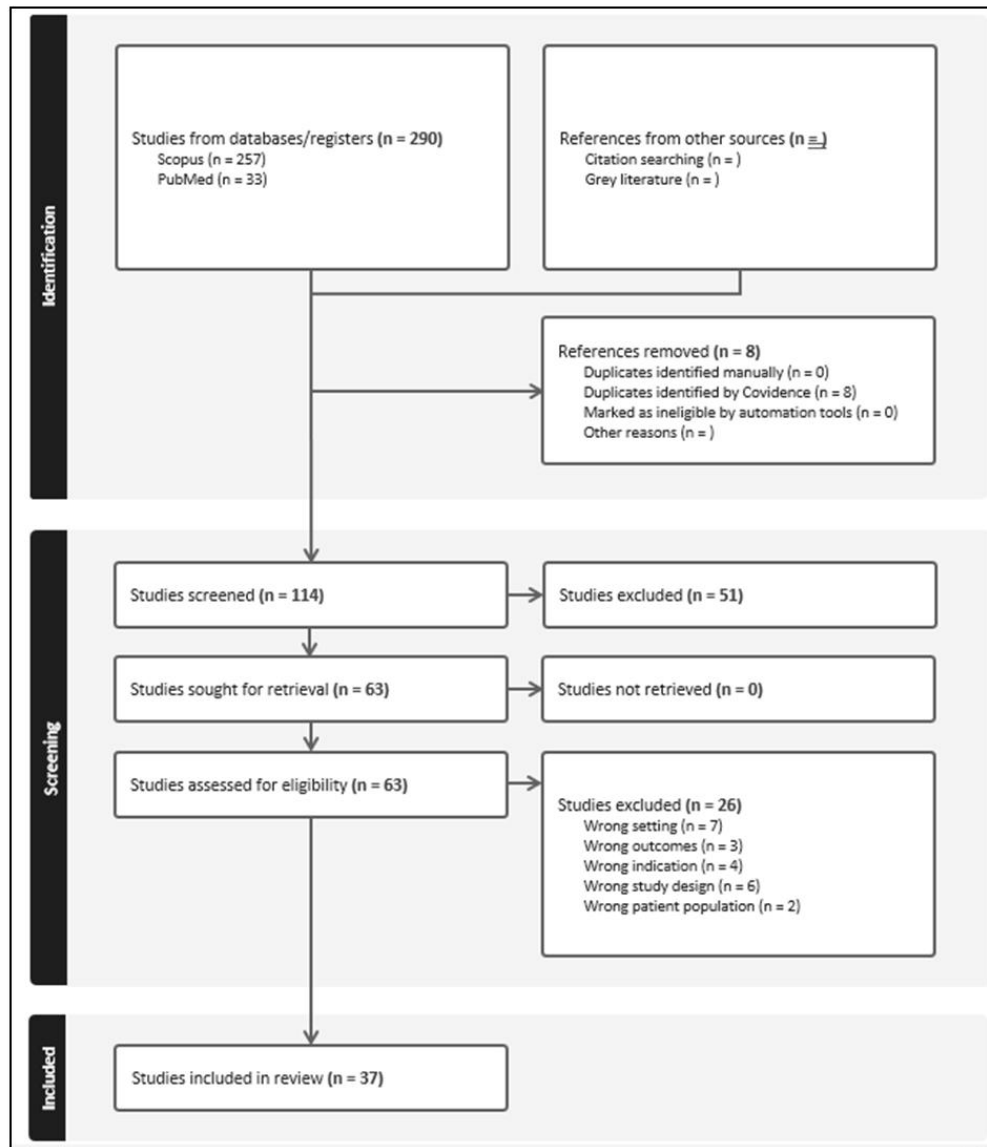 Identification
Studies from databases/registers (n = 290)
Scopus (n = 257)
PubMed (n = 33)
References from other sources (n = )
Citation searching (n = )
Grey literature (n = )
References removed (n = 8)
Duplicates identified manually (n = 0)
Duplicates identified by Covidence (n = 8)
Marked as ineligible by automation tools (n = 0)
Other reasons (n = )
Screening
Studies screened (n = 114)
Studies excluded (n = 51)
Studies sought for retrieval (n = 63)
Studies not retrieved (n = 0)
Studies assessed for eligibility (n = 63)
Studies excluded (n = 26)
Wrong setting (n = 7)
Wrong outcomes (n = 3)
Wrong indication (n = 4)
Wrong study design (n = 6)
Wrong patient population (n = 2)
Included
Studies included in review (n = 37)